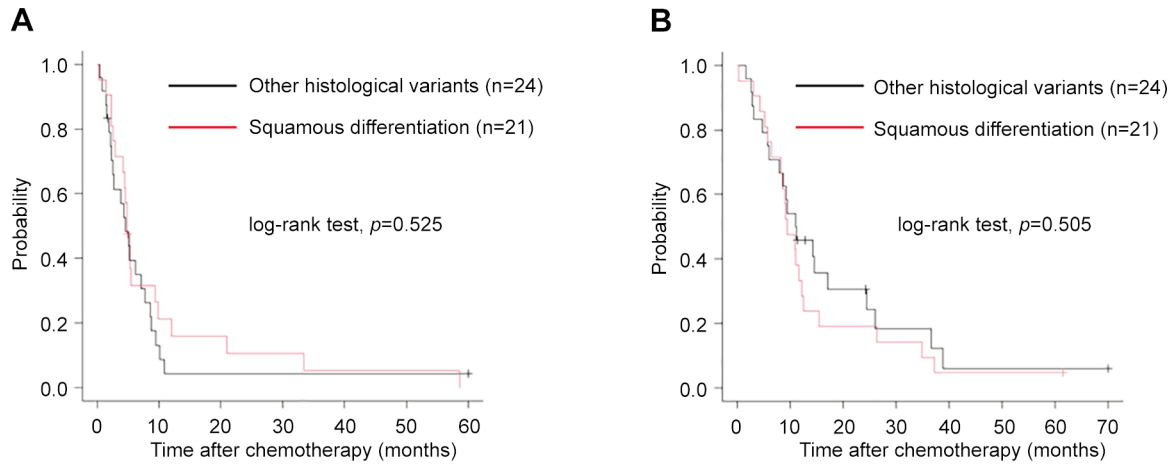 A
1.0
0.8
0.6
0.4
0.2
0.0
Probability
Other histological variants (n=24)
Squamous differentiation (n=21)
log-rank test, p=0.525
0 10 20 30 40 50 60
Time after chemotherapy (months)
B
1.0
0.8
0.6
0.4
0.2
0.0
Probability
Other histological variants (n=24)
Squamous differentiation (n=21)
log-rank test, p=0.505
0 10 20 30 40 50 60 70
Time after chemotherapy (months)